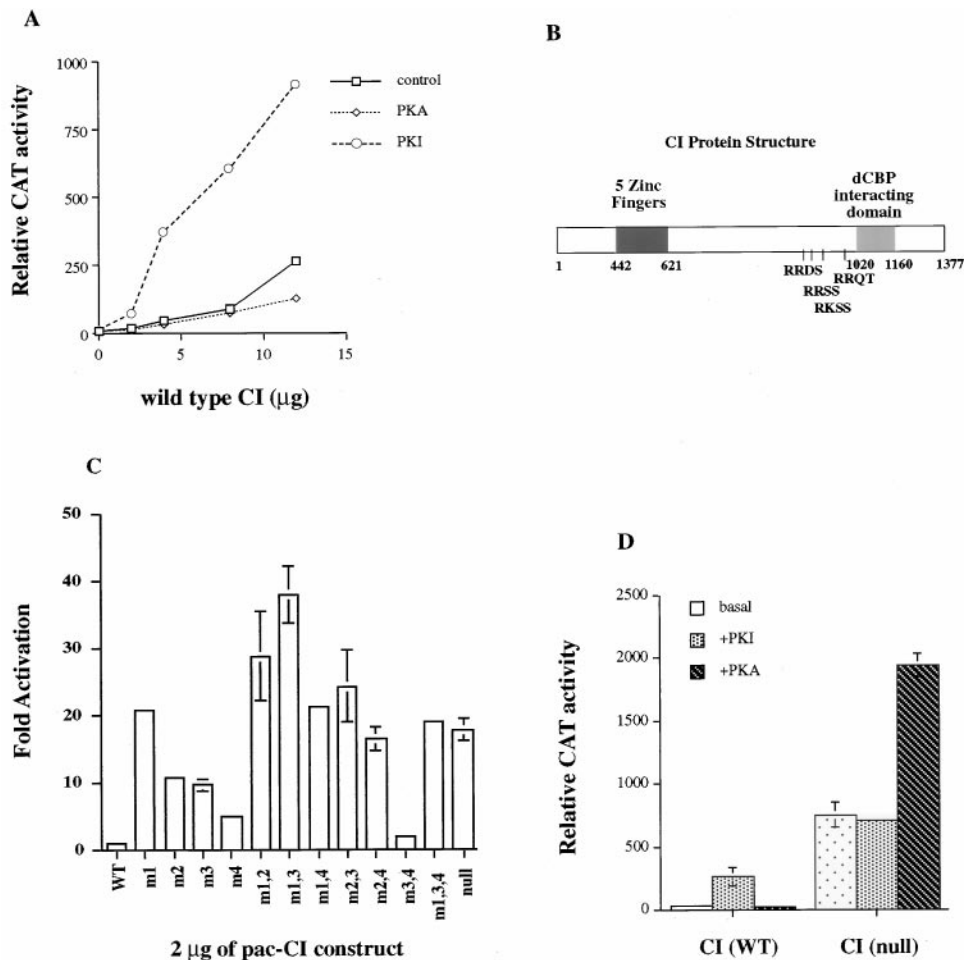 A
1000
750
500
250
0
0
5
10
15
Relative CAT activity
wild type CI (µg)
control
PKA
PKI
B
CI Protein Structure
5 Zinc
Fingers
dCBP
interacting
domain
1
442
621
1020
1160
1377
RRDS
RRQT
RRSS
RKSS
C
50
40
30
20
10
0
Fold Activation
WT
m1
m2
m3
m4
m1,2
m1,3
m1,4
m2,3
m2,4
m3,4
m1,3,4
null
2 µg of pac-CI construct
D
2500
2000
1500
1000
500
0
Relative CAT activity
basal
+PKI
+PKA
CI (WT)
CI (null)